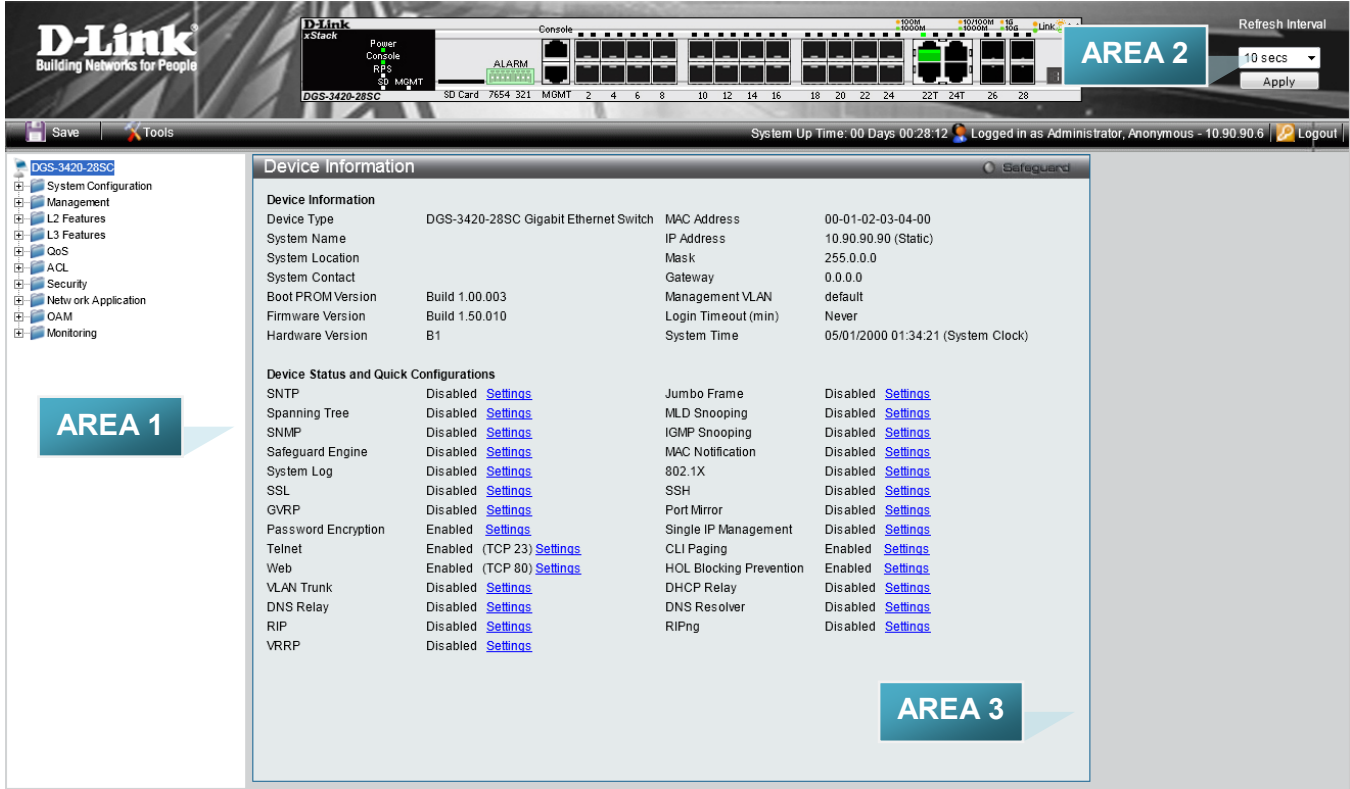 D-Link
Building Networks for People
D-Link
xStack
Power
Console
RPS
SD MGMT
DGS-3420-28SC
Console
ALARM
SD Card 7654 321 MGMT 2 4 6 8 10 12 14 16 18 20 22 24 22T 24T 26 28
100M 10/100M 1G
1000M 1000M 10G
Link
AREA 2
Refresh Interval
10 secs
Apply
Save Tools
System Up Time: 00 Days 00:28:12 Logged in as Administrator, Anonymous - 10.90.90.6 Logout
DGS-3420-28SC
System Configuration
Management
L2 Features
L3 Features
QoS
ACL
Security
Network Application
OAM
Monitoring
AREA 1
Device Information
Safeguard
Device Information
Device Type DGS-3420-28SC Gigabit Ethernet Switch MAC Address 00-01-02-03-04-00
System Name IP Address 10.90.90.90 (Static)
System Location Mask 255.0.0.0
System Contact Gateway 0.0.0.0
Boot PROM Version Build 1.00.003 Management VLAN default
Firmware Version Build 1.50.010 Login Timeout (min) Never
Hardware Version B1 System Time 05/01/2000 01:34:21 (System Clock)
Device Status and Quick Configurations
SNTP Disabled Settings Jumbo Frame Disabled Settings
Spanning Tree Disabled Settings MLD Snooping Disabled Settings
SNMP Disabled Settings IGMP Snooping Disabled Settings
Safeguard Engine Disabled Settings MAC Notification Disabled Settings
System Log Disabled Settings 802.1X Disabled Settings
SSL Disabled Settings SSH Disabled Settings
GVRP Disabled Settings Port Mirror Disabled Settings
Password Encryption Enabled Settings Single IP Management Disabled Settings
Telnet Enabled (TCP 23) Settings CLI Paging Enabled Settings
Web Enabled (TCP 80) Settings HOL Blocking Prevention Enabled Settings
VLAN Trunk Disabled Settings DHCP Relay Disabled Settings
DNS Relay Disabled Settings DNS Resolver Disabled Settings
RIP Disabled Settings RIPng Disabled Settings
VRRP Disabled Settings
AREA 3